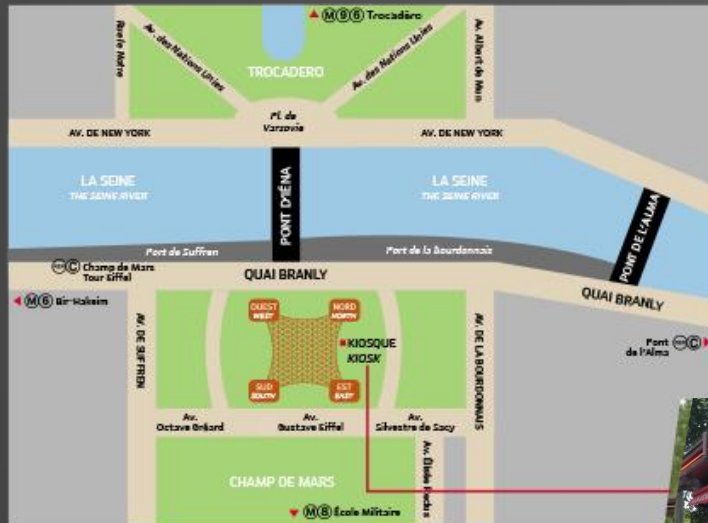 M 9 6 Trocadéro
Rue le Notre
Av. des Nations Unies
Av. des Nations Unies
Av. Albert de Mun
TROCADERO
Pl. de
Varsovie
AV. DE NEW YORK
AV. DE NEW YORK
LA SEINE
THE SEINE RIVER
PONT D'IÉNA
LA SEINE
THE SEINE RIVER
PONT DE L'ALMA
Port de Suffren
Port de la Bourdonnais
RER C Champ de Mars
Tour Eiffel
QUAI BRANLY
QUAI BRANLY
M 6 Bir-Hakeim
OUEST
WEST
NORD
NORTH
KIOSQUE
KIOSK
SUD
SOUTH
EST
EAST
AV. DE SUFFREN
AV. DE LA BOURDONNAIS
Pont
de l'Alma
RER C
Av.
Octave Gréard
Av.
Gustave Eiffel
Av.
Silvestre de Sacy
Av. Élisée Reclus
CHAMP DE MARS
M 8 École Militaire